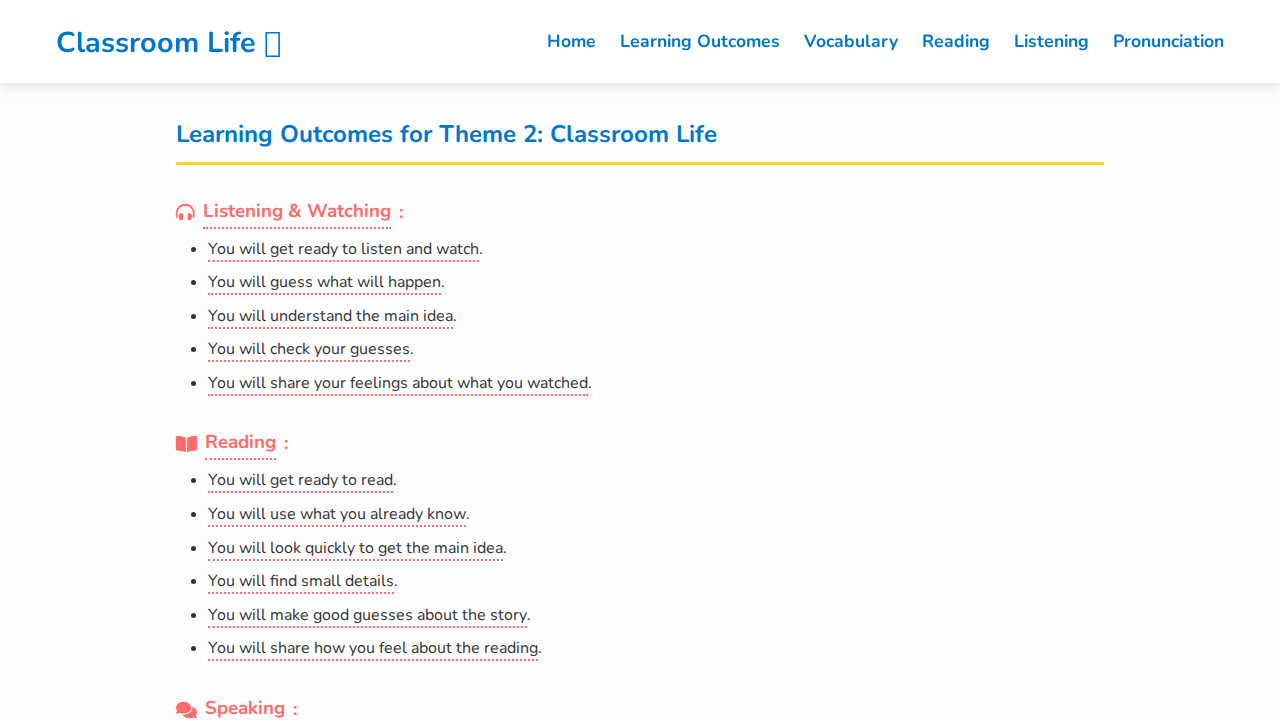 Classroom Life
Home Learning Outcomes Vocabulary Reading Listening Pronunciation
Learning Outcomes for Theme 2: Classroom Life
Listening & Watching :
You will get ready to listen and watch.
You will guess what will happen.
You will understand the main idea.
You will check your guesses.
You will share your feelings about what you watched.
Reading :
You will get ready to read.
You will use what you already know.
You will look quickly to get the main idea.
You will find small details.
You will make good guesses about the story.
You will share how you feel about the reading.
Speaking :